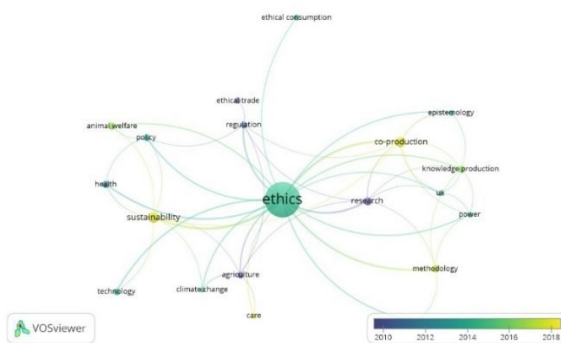 ethical consumption
ethical trade
regulation
animal welfare
policy
epistemology
co-production
knowledge production
health
uk
ethics
research
power
sustainability
methodology
agriculture
technology
climate change
care
VOSviewer
2010 2012 2014 2016 2018